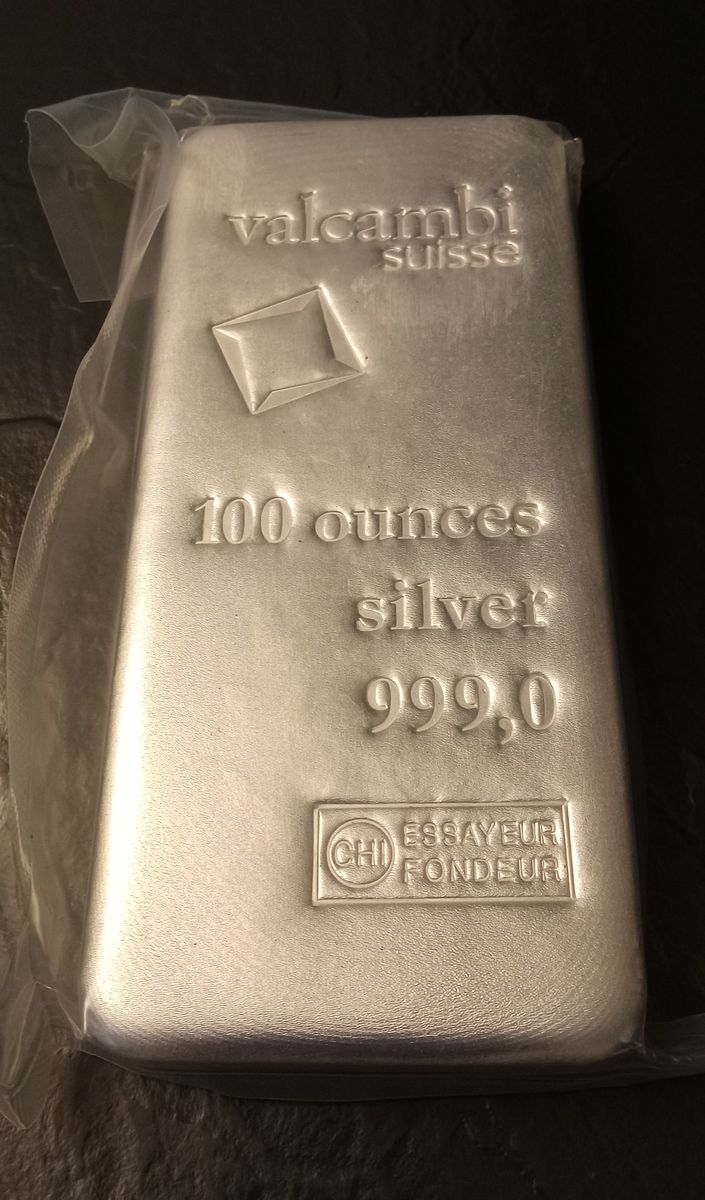 valcambi
suisse
100 ounces
silver
999,0
CHI ESSAYEUR
FONDEUR